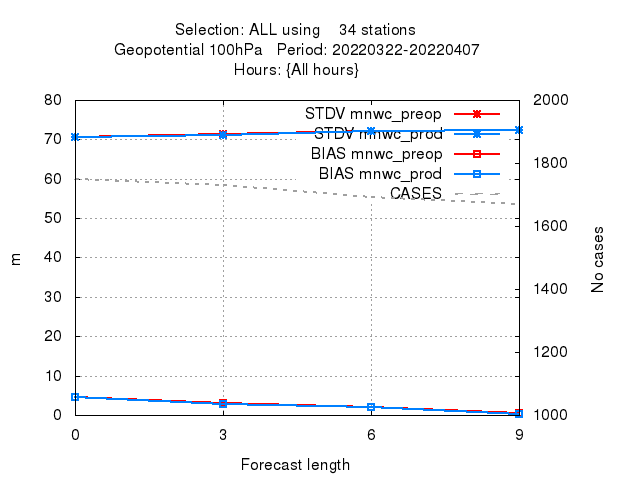 Selection: ALL using    34 stations
Geopotential 100hPa   Period: 20220322-20220407
Hours: {All hours}
80
70
60
50
40
30
20
10
0
2000
1800
1600
1400
1200
1000
STDV mnwc_preop
STDV mnwc_prod
BIAS mnwc_preop
BIAS mnwc_prod
CASES
m
No cases
0 3 6 9
Forecast length